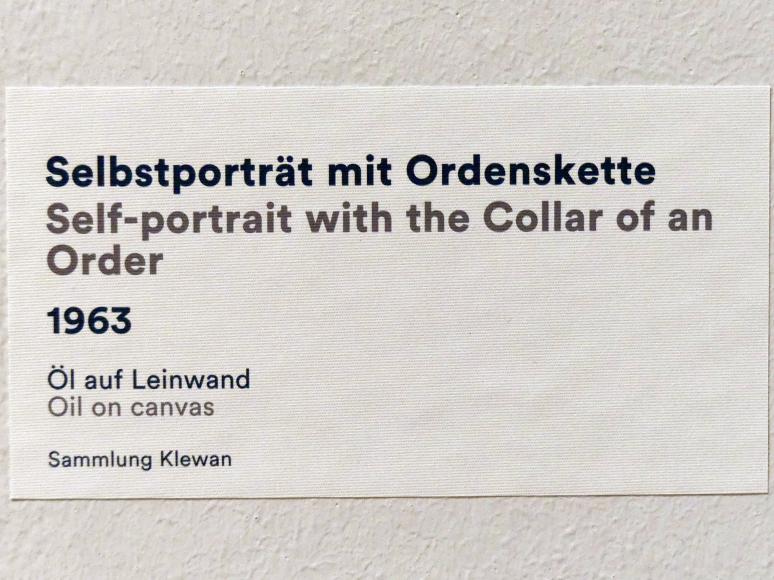 Selbstporträt mit Ordenskette
Self-portrait with the Collar of an
Order
1963
Öl auf Leinwand
Oil on canvas
Sammlung Klewan